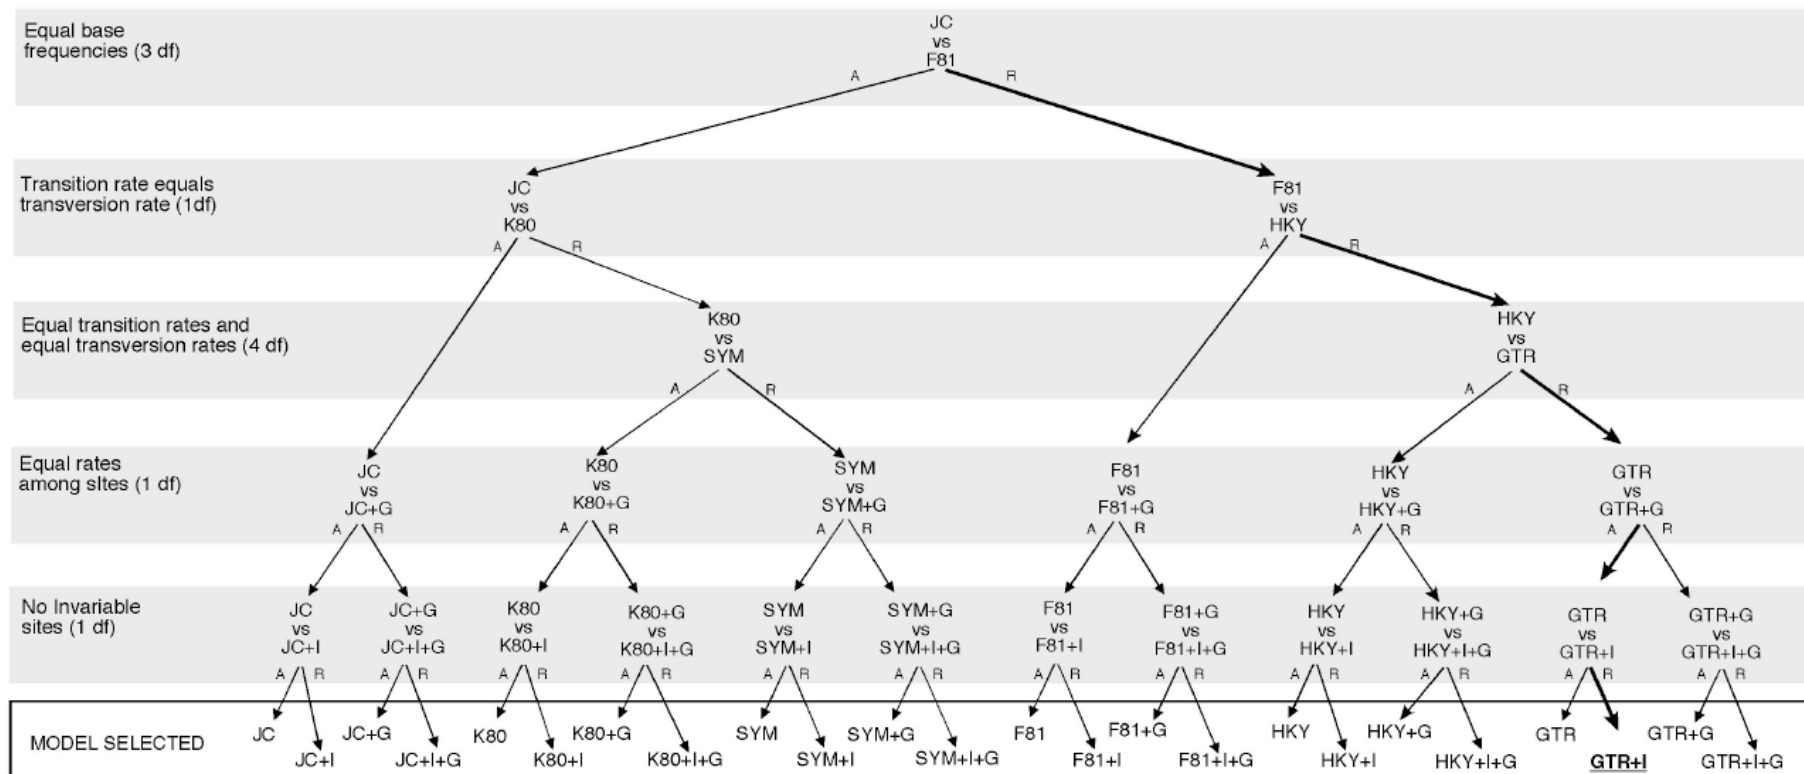 Equal base
frequencies (3 df)
JC
vs
F81
A R
Transition rate equals
transversion rate (1df)
JC
vs
K80
A R
F81
vs
HKY
A R
Equal transition rates and
equal transversion rates (4 df)
K80
vs
SYM
A R
HKY
vs
GTR
A R
Equal rates
among sItes (1 df)
JC
vs
JC+G
A R
K80
vs
K80+G
A R
SYM
vs
SYM+G
A R
F81
vs
F81+G
A R
HKY
vs
HKY+G
A R
GTR
vs
GTR+G
A R
No Invariable
sites (1 df)
JC
vs
JC+I
A R
JC+G
vs
JC+I+G
A R
K80
vs
K80+I
A R
K80+G
vs
K80+I+G
A R
SYM
vs
SYM+I
A R
SYM+G
vs
SYM+I+G
A R
F81
vs
F81+I
A R
F81+G
vs
F81+I+G
A R
HKY
vs
HKY+I
A R
HKY+G
vs
HKY+I+G
A R
GTR
vs
GTR+I
A R
GTR+G
vs
GTR+I+G
A R
MODEL SELECTED
JC
JC+I
JC+G
JC+I+G
K80
K80+I
K80+G
K80+I+G
SYM
SYM+I
SYM+G
SYM+I+G
F81
F81+I
F81+G
F81+I+G
HKY
HKY+I
HKY+G
HKY+I+G
GTR
GTR+I
GTR+G
GTR+I+G